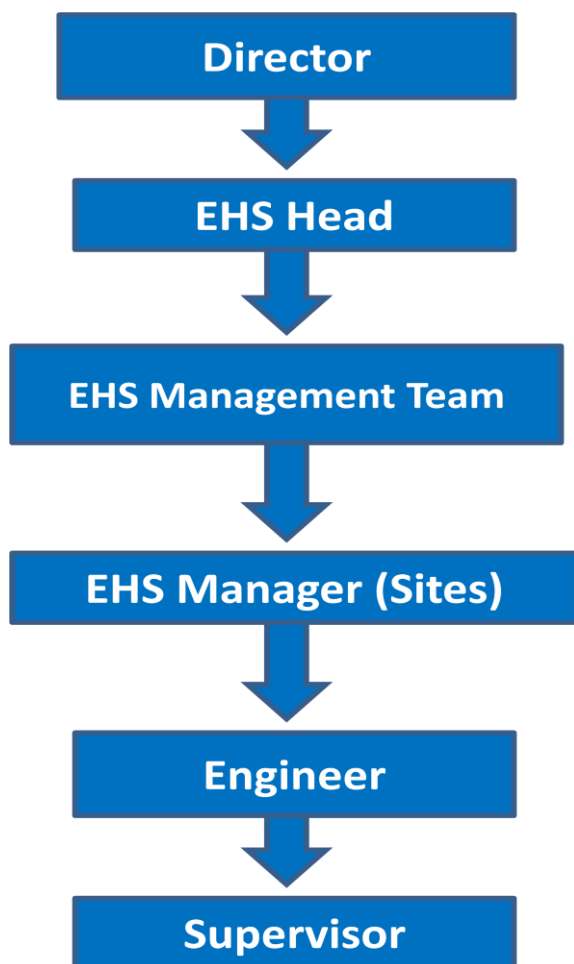 Director
EHS Head
EHS Management Team
EHS Manager (Sites)
Engineer
Supervisor